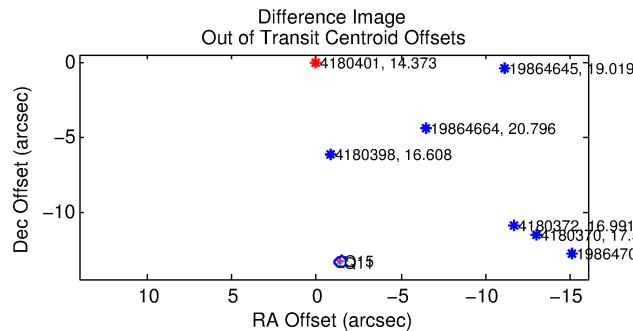 Difference Image
Out of Transit Centroid Offsets
0
4180401, 14.373
19864645, 19.019
−5
19864664, 20.796
4180398, 16.608
−10
4180372, 16.991
4180370, 17.
1986470
Q15
Q11
10 5 0 −5 −10 −15
Dec Offset (arcsec)
RA Offset (arcsec)